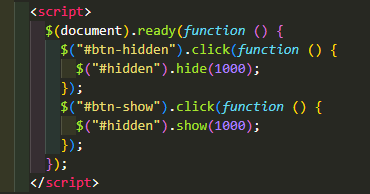 <script>
$(document).ready(function () {
$("#btn-hidden").click(function () {
$("#hidden").hide(1000);
});
$("#btn-show").click(function () {
$("#hidden").show(1000);
});
});
</script>